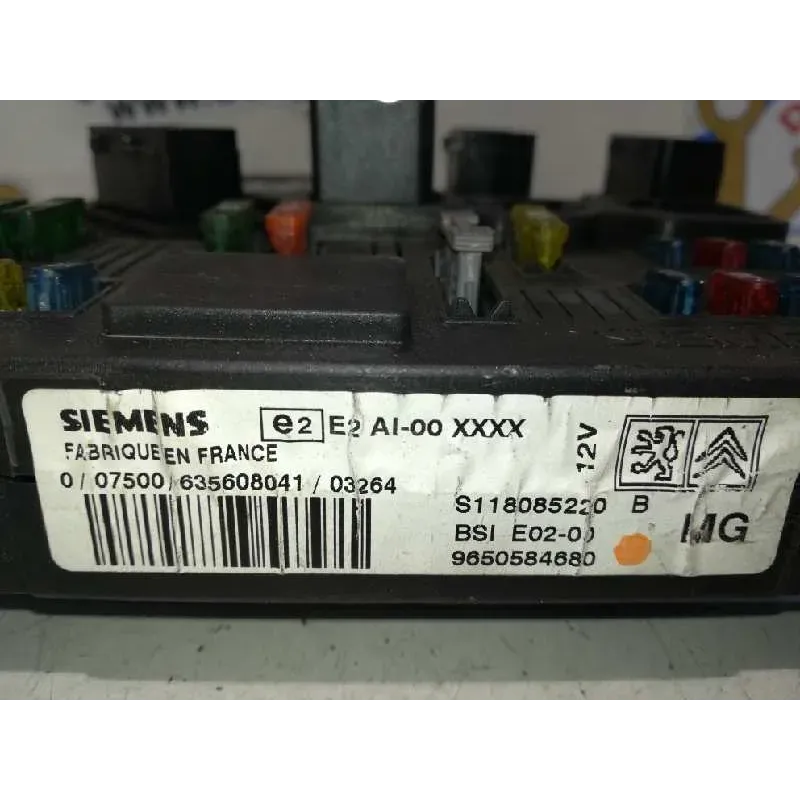 SIEMENS e2 E2 AI-00 XXXX
FABRIQUE EN FRANCE
0/07500/635608041/03264
12V
S118085220 B
BSI E02-00 MG
9650584680